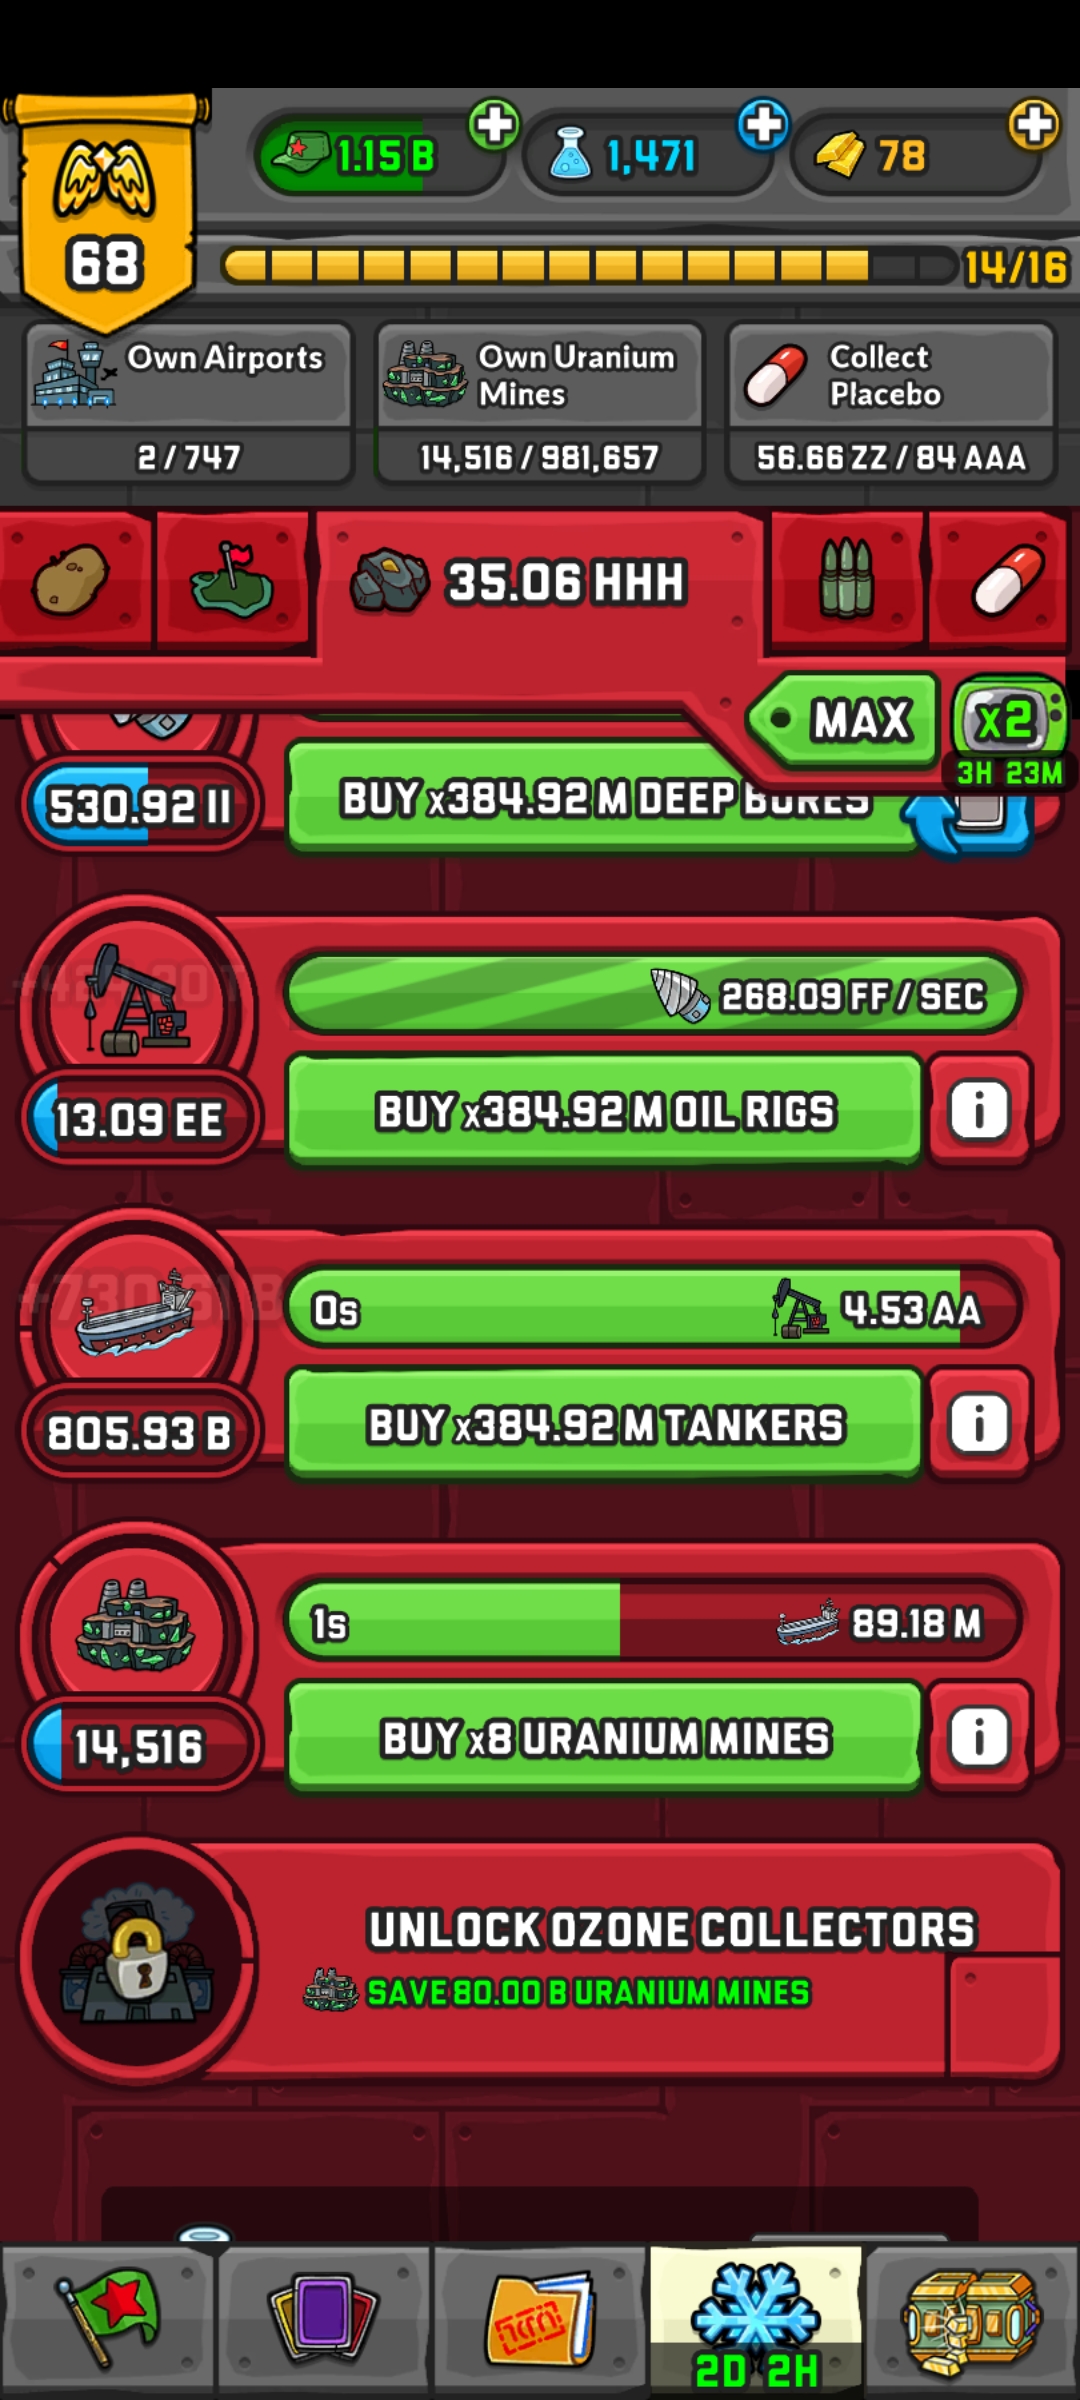 1.15 B
1,471
78
68
14/16
Own Airports
2 / 747
Own Uranium
Mines
14,516 / 981,657
Collect
Placebo
56.66 ZZ / 84 AAA
35.06 HHH
MAX
x2
3H 23M
530.92 II
BUY x384.92 M DEEP BORES
268.09 FF / SEC
13.09 EE
BUY x384.92 M OIL RIGS
0s
4.53 AA
805.93 B
BUY x384.92 M TANKERS
1s
89.18 M
14,516
BUY x8 URANIUM MINES
UNLOCK OZONE COLLECTORS
SAVE 80.00 B URANIUM MINES
2D 2H